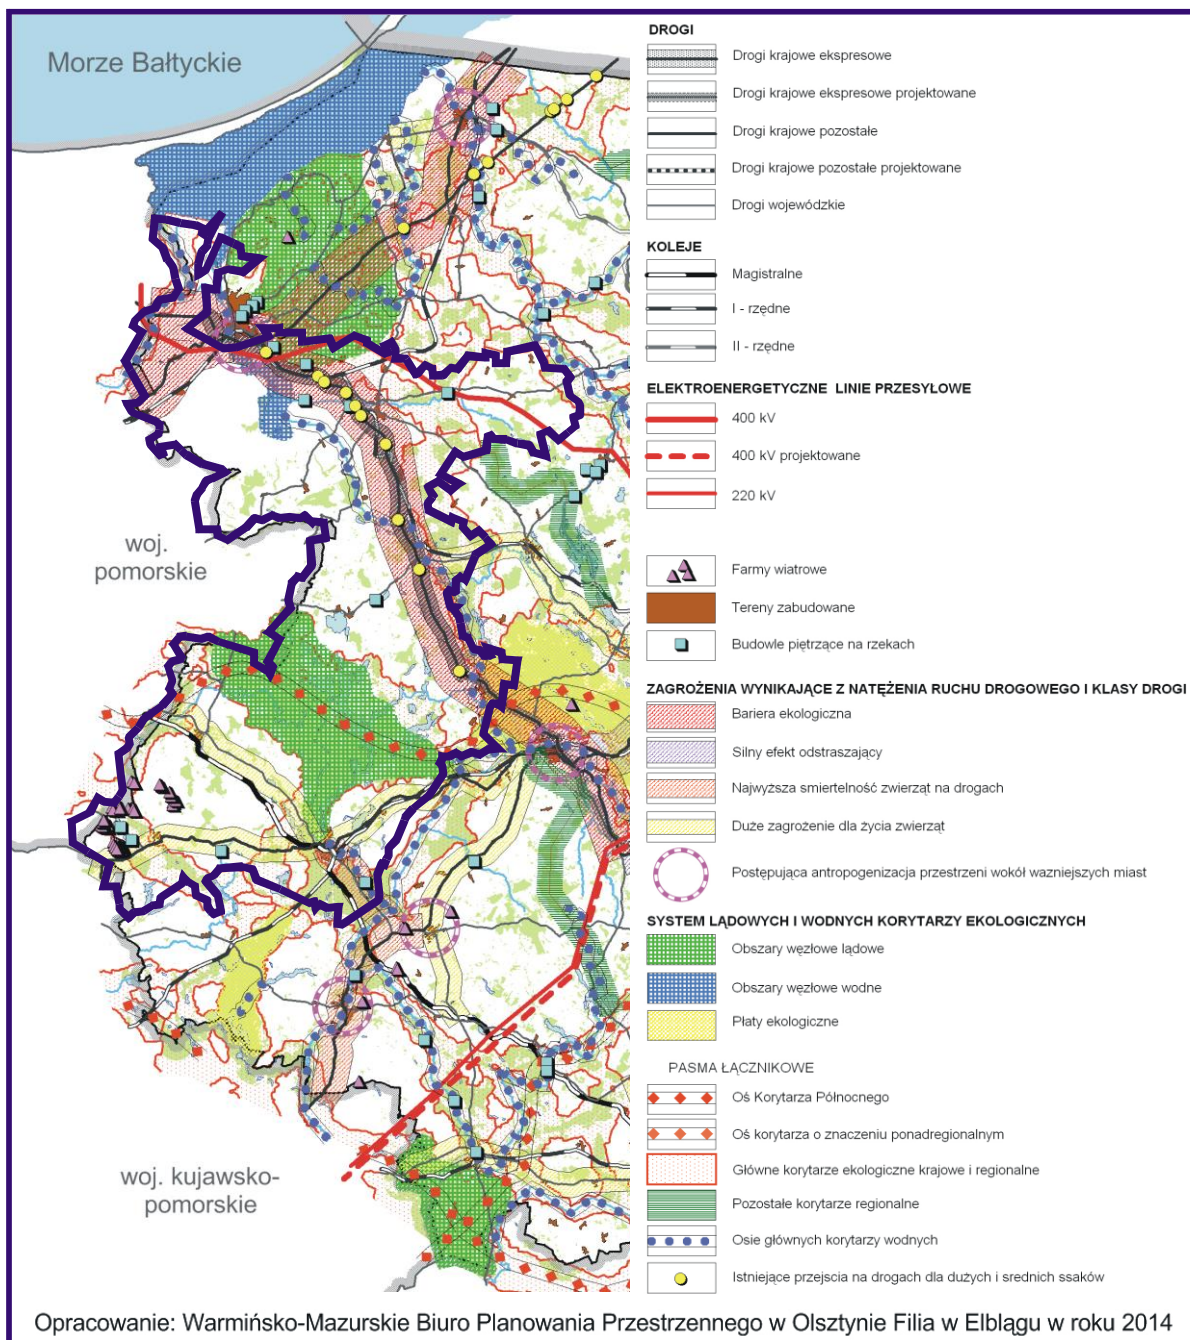 Morze Bałtyckie
woj.
pomorskie
woj. kujawsko-
pomorskie
DROGI
Drogi krajowe ekspresowe
Drogi krajowe ekspresowe projektowane
Drogi krajowe pozostałe
Drogi krajowe pozostałe projektowane
Drogi wojewódzkie
KOLEJE
Magistralne
I - rzędne
II - rzędne
ELEKTROENERGETYCZNE LINIE PRZESYŁOWE
400 kV
400 kV projektowane
220 kV
Farmy wiatrowe
Tereny zabudowane
Budowle piętrzące na rzekach
ZAGROŻENIA WYNIKAJĄCE Z NATĘŻENIA RUCHU DROGOWEGO I KLASY DROGI
Bariera ekologiczna
Silny efekt odstraszający
Najwyższa smiertelność zwierząt na drogach
Duże zagrożenie dla życia zwierząt
Postępująca antropogenizacja przestrzeni wokół wazniejszych miast
SYSTEM LĄDOWYCH I WODNYCH KORYTARZY EKOLOGICZNYCH
Obszary węzłowe lądowe
Obszary węzłowe wodne
Płaty ekologiczne
PASMA ŁĄCZNIKOWE
Oś Korytarza Północnego
Oś korytarza o znaczeniu ponadregionalnym
Główne korytarze ekologiczne krajowe i regionalne
Pozostałe korytarze regionalne
Osie głównych korytarzy wodnych
Istniejące przejscia na drogach dla dużych i srednich ssaków
Opracowanie: Warmińsko-Mazurskie Biuro Planowania Przestrzennego w Olsztynie Filia w Elblągu w roku 2014